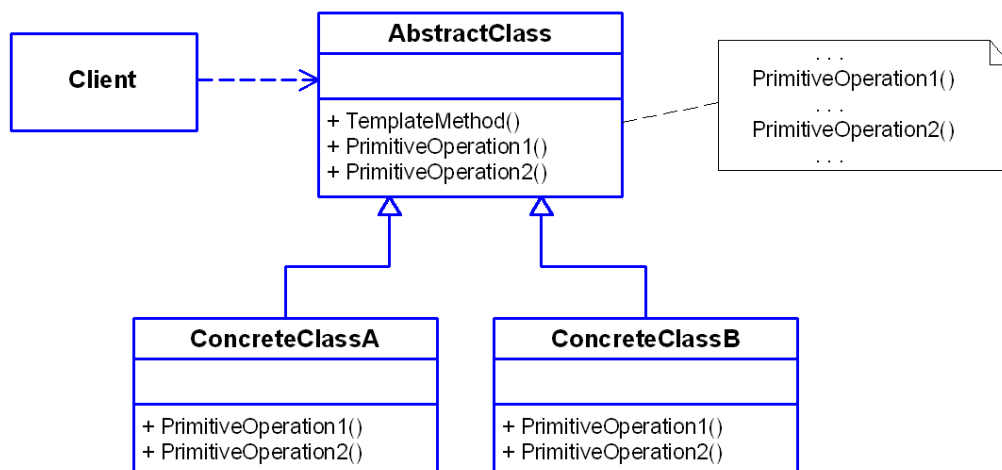 Client
AbstractClass
+ TemplateMethod()
+ PrimitiveOperation1()
+ PrimitiveOperation2()
. . .
PrimitiveOperation1()
. . .
PrimitiveOperation2()
. . .
ConcreteClassA
+ PrimitiveOperation1()
+ PrimitiveOperation2()
ConcreteClassB
+ PrimitiveOperation1()
+ PrimitiveOperation2()